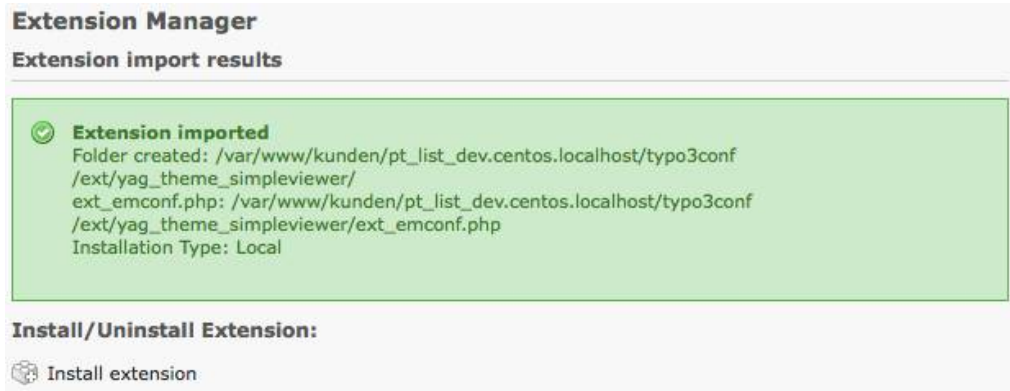 Extension Manager
Extension import results
Extension imported
Folder created: /var/www/kunden/pt_list_dev.centos.localhost/typo3conf
/ext/yag_theme_simpleviewer/
ext_emconf.php: /var/www/kunden/pt_list_dev.centos.localhost/typo3conf
/ext/yag_theme_simpleviewer/ext_emconf.php
Installation Type: Local
Install/Uninstall Extension:
Install extension